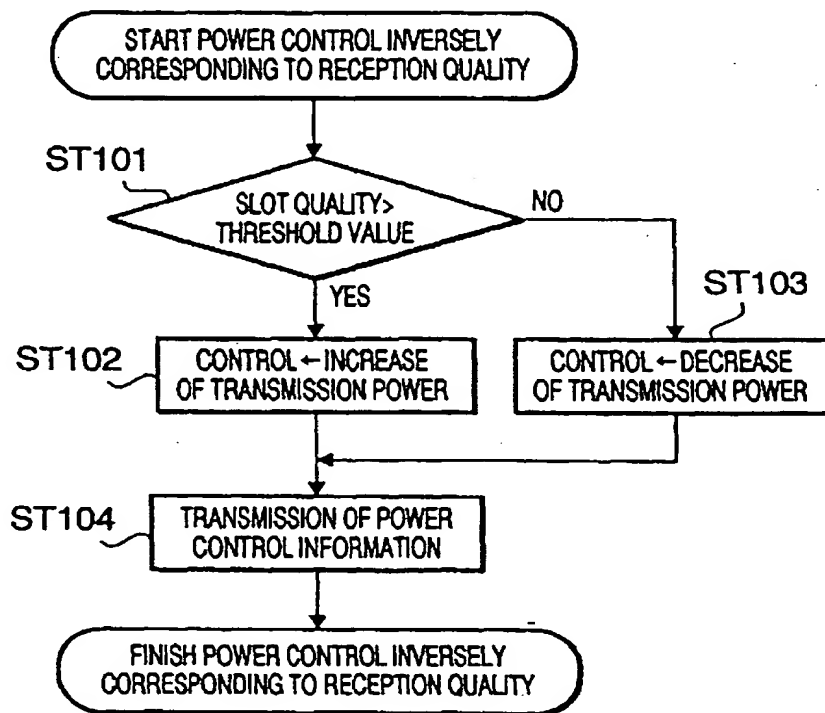 START POWER CONTROL INVERSELY
CORRESPONDING TO RECEPTION QUALITY
ST101
SLOT QUALITY>
THRESHOLD VALUE
NO
YES
ST102
CONTROL←INCREASE
OF TRANSMISSION POWER
ST103
CONTROL←DECREASE
OF TRANSMISSION POWER
ST104
TRANSMISSION OF POWER
CONTROL INFORMATION
FINISH POWER CONTROL INVERSELY
CORRESPONDING TO RECEPTION QUALITY